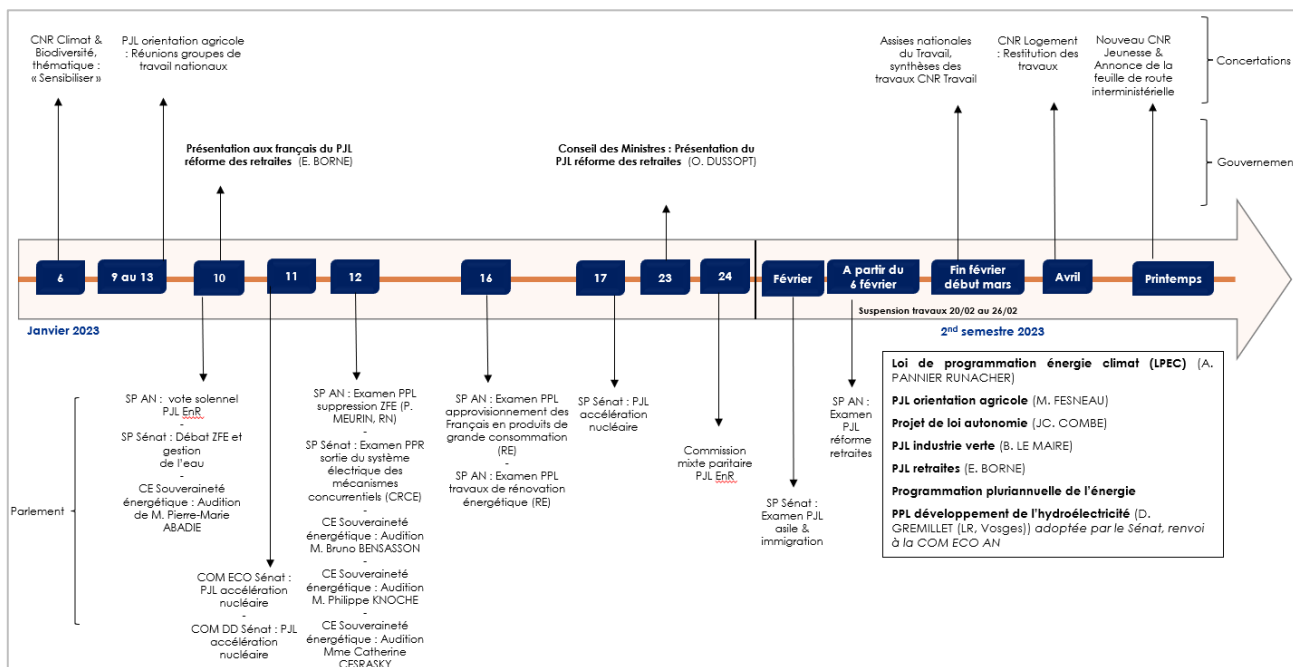 CNR Climat &
Biodiversité,
thématique :
« Sensibiliser »
PJL orientation agricole
: Réunions groupes de
travail nationaux
Assises nationales
du Travail,
synthèses des
travaux CNR Travail
CNR Logement
: Restitution des
travaux
Nouveau CNR
Jeunesse &
Annonce de la
feuille de route
interministérielle
Concertations
Présentation aux français du PJL
réforme des retraites (E. BORNE)
Conseil des Ministres : Présentation du
PJL réforme des retraites (O. DUSSOPT)
Gouvernement
6
9 au 13
10
11
12
16
17
23
24
Février
A partir du
6 février
Fin février
début mars
Avril
Printemps
Suspension travaux 20/02 au 26/02
Janvier 2023
2nd semestre 2023
Parlement
SP AN : vote solennel
PJL EnR
-
SP Sénat : Débat ZFE et
gestion
de l'eau
-
CE Souveraineté
énergétique : Audition
de M. Pierre-Marie
ABADIE
COM ECO Sénat :
PJL accélération
nucléaire
-
COM DD Sénat : PJL
accélération
nucléaire
SP AN : Examen PPL
suppression ZFE (P.
MEURIN, RN)
-
SP Sénat : Examen PPR
sortie du système
électrique des
mécanismes
concurrentiels (CRCE)
-
CE Souveraineté
énergétique : Audition
M. Bruno BENSASSON
-
CE Souveraineté
énergétique : Audition
M. Philippe KNOCHE
-
CE Souveraineté
énergétique : Audition
Mme Catherine
CESRASKY
SP AN : Examen PPL
approvisionnement des
Français en produits de
grande consommation
(RE)
-
SP AN : Examen PPL
travaux de rénovation
énergétique (RE)
SP Sénat : PJL
accélération
nucléaire
Commission
mixte paritaire
PJL EnR
SP Sénat :
Examen PJL
asile &
immigration
SP AN :
Examen
PJL
réforme
retraites
Loi de programmation énergie climat (LPEC) (A.
PANNIER RUNACHER)
PJL orientation agricole (M. FESNEAU)
Projet de loi autonomie (JC. COMBE)
PJL industrie verte (B. LE MAIRE)
PJL retraites (E. BORNE)
Programmation pluriannuelle de l'énergie
PPL développement de l'hydroélectricité (D.
GREMILLET (LR, Vosges)) adoptée par le Sénat, renvoi
à la COM ECO AN